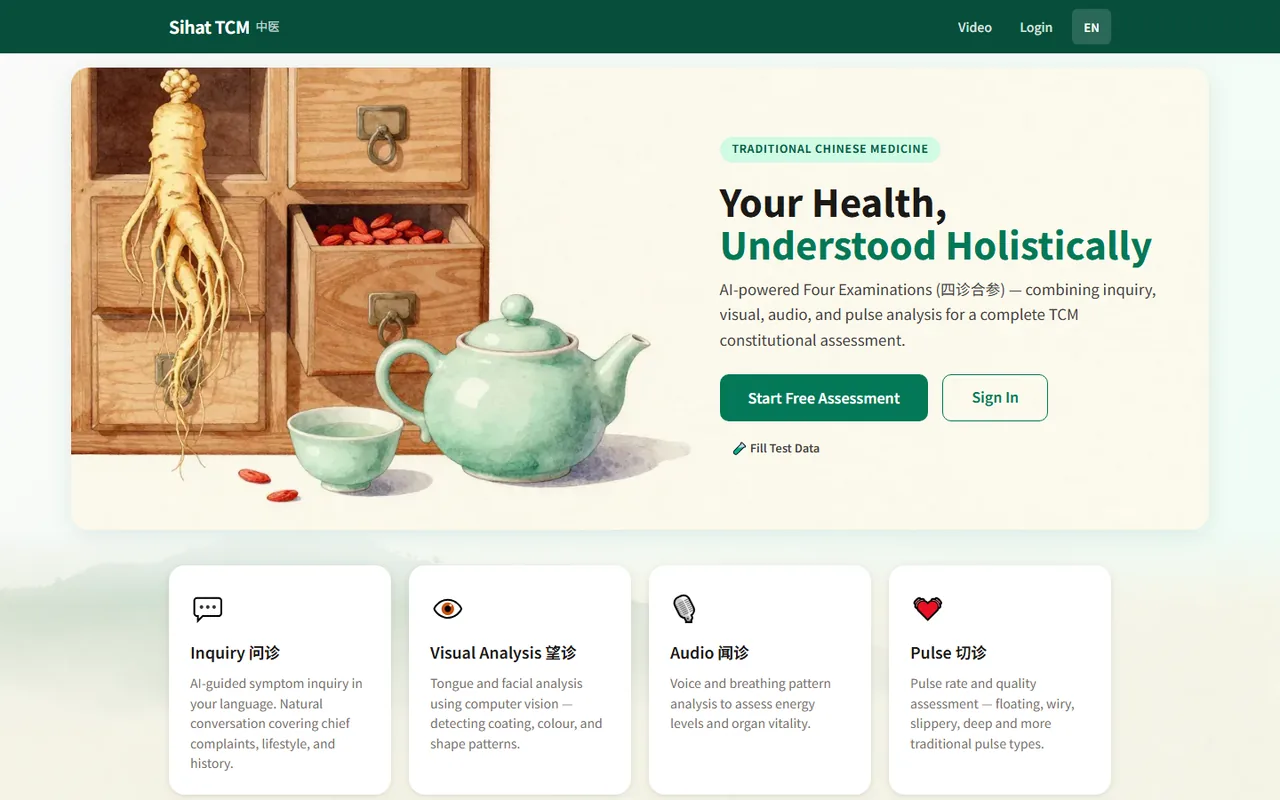 Sihat TCM 中医
Video
Login
EN
TRADITIONAL CHINESE MEDICINE
Your Health,
Understood Holistically
AI-powered Four Examinations (四诊合参) — combining inquiry,
visual, audio, and pulse analysis for a complete TCM
constitutional assessment.
Start Free Assessment
Sign In
Fill Test Data
Inquiry 问诊
AI-guided symptom inquiry in
your language. Natural
conversation covering chief
complaints, lifestyle, and
history.
Visual Analysis 望诊
Tongue and facial analysis
using computer vision —
detecting coating, colour, and
shape patterns.
Audio 闻诊
Voice and breathing pattern
analysis to assess energy
levels and organ vitality.
Pulse 切诊
Pulse rate and quality
assessment — floating, wiry,
slippery, deep and more
traditional pulse types.